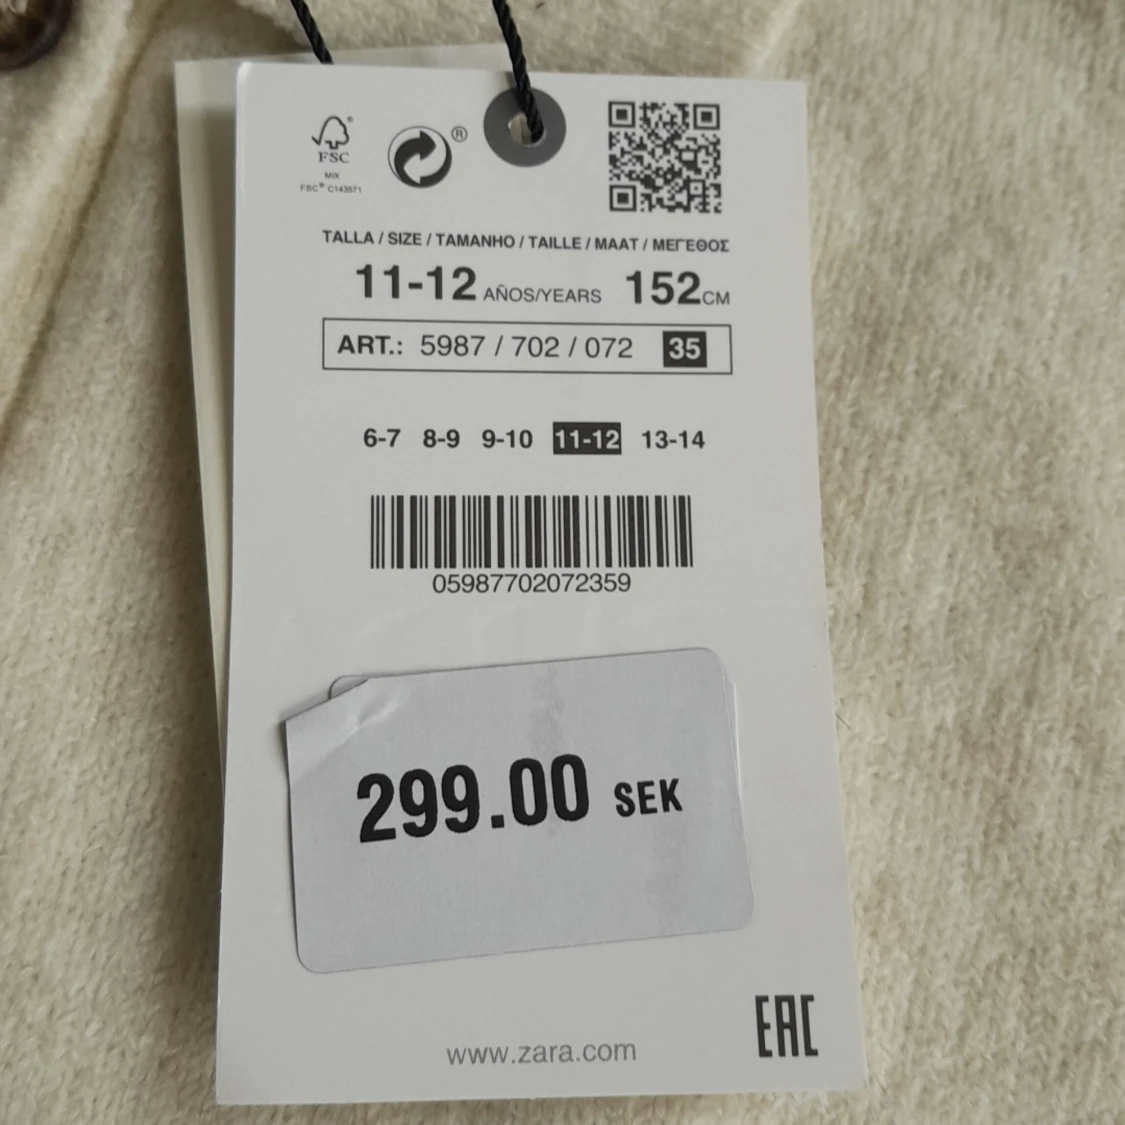 FSC
MIX
FSC® C143571
®
TALLA / SIZE / TAMANHO / TAILLE / MAAT / ΜΕΓΕΘΟΣ
11-12 AÑOS/YEARS 152CM
ART.: 5987 / 702 / 072 35
6-7 8-9 9-10 11-12 13-14
05987702072359
299.00 SEK
EAC
www.zara.com